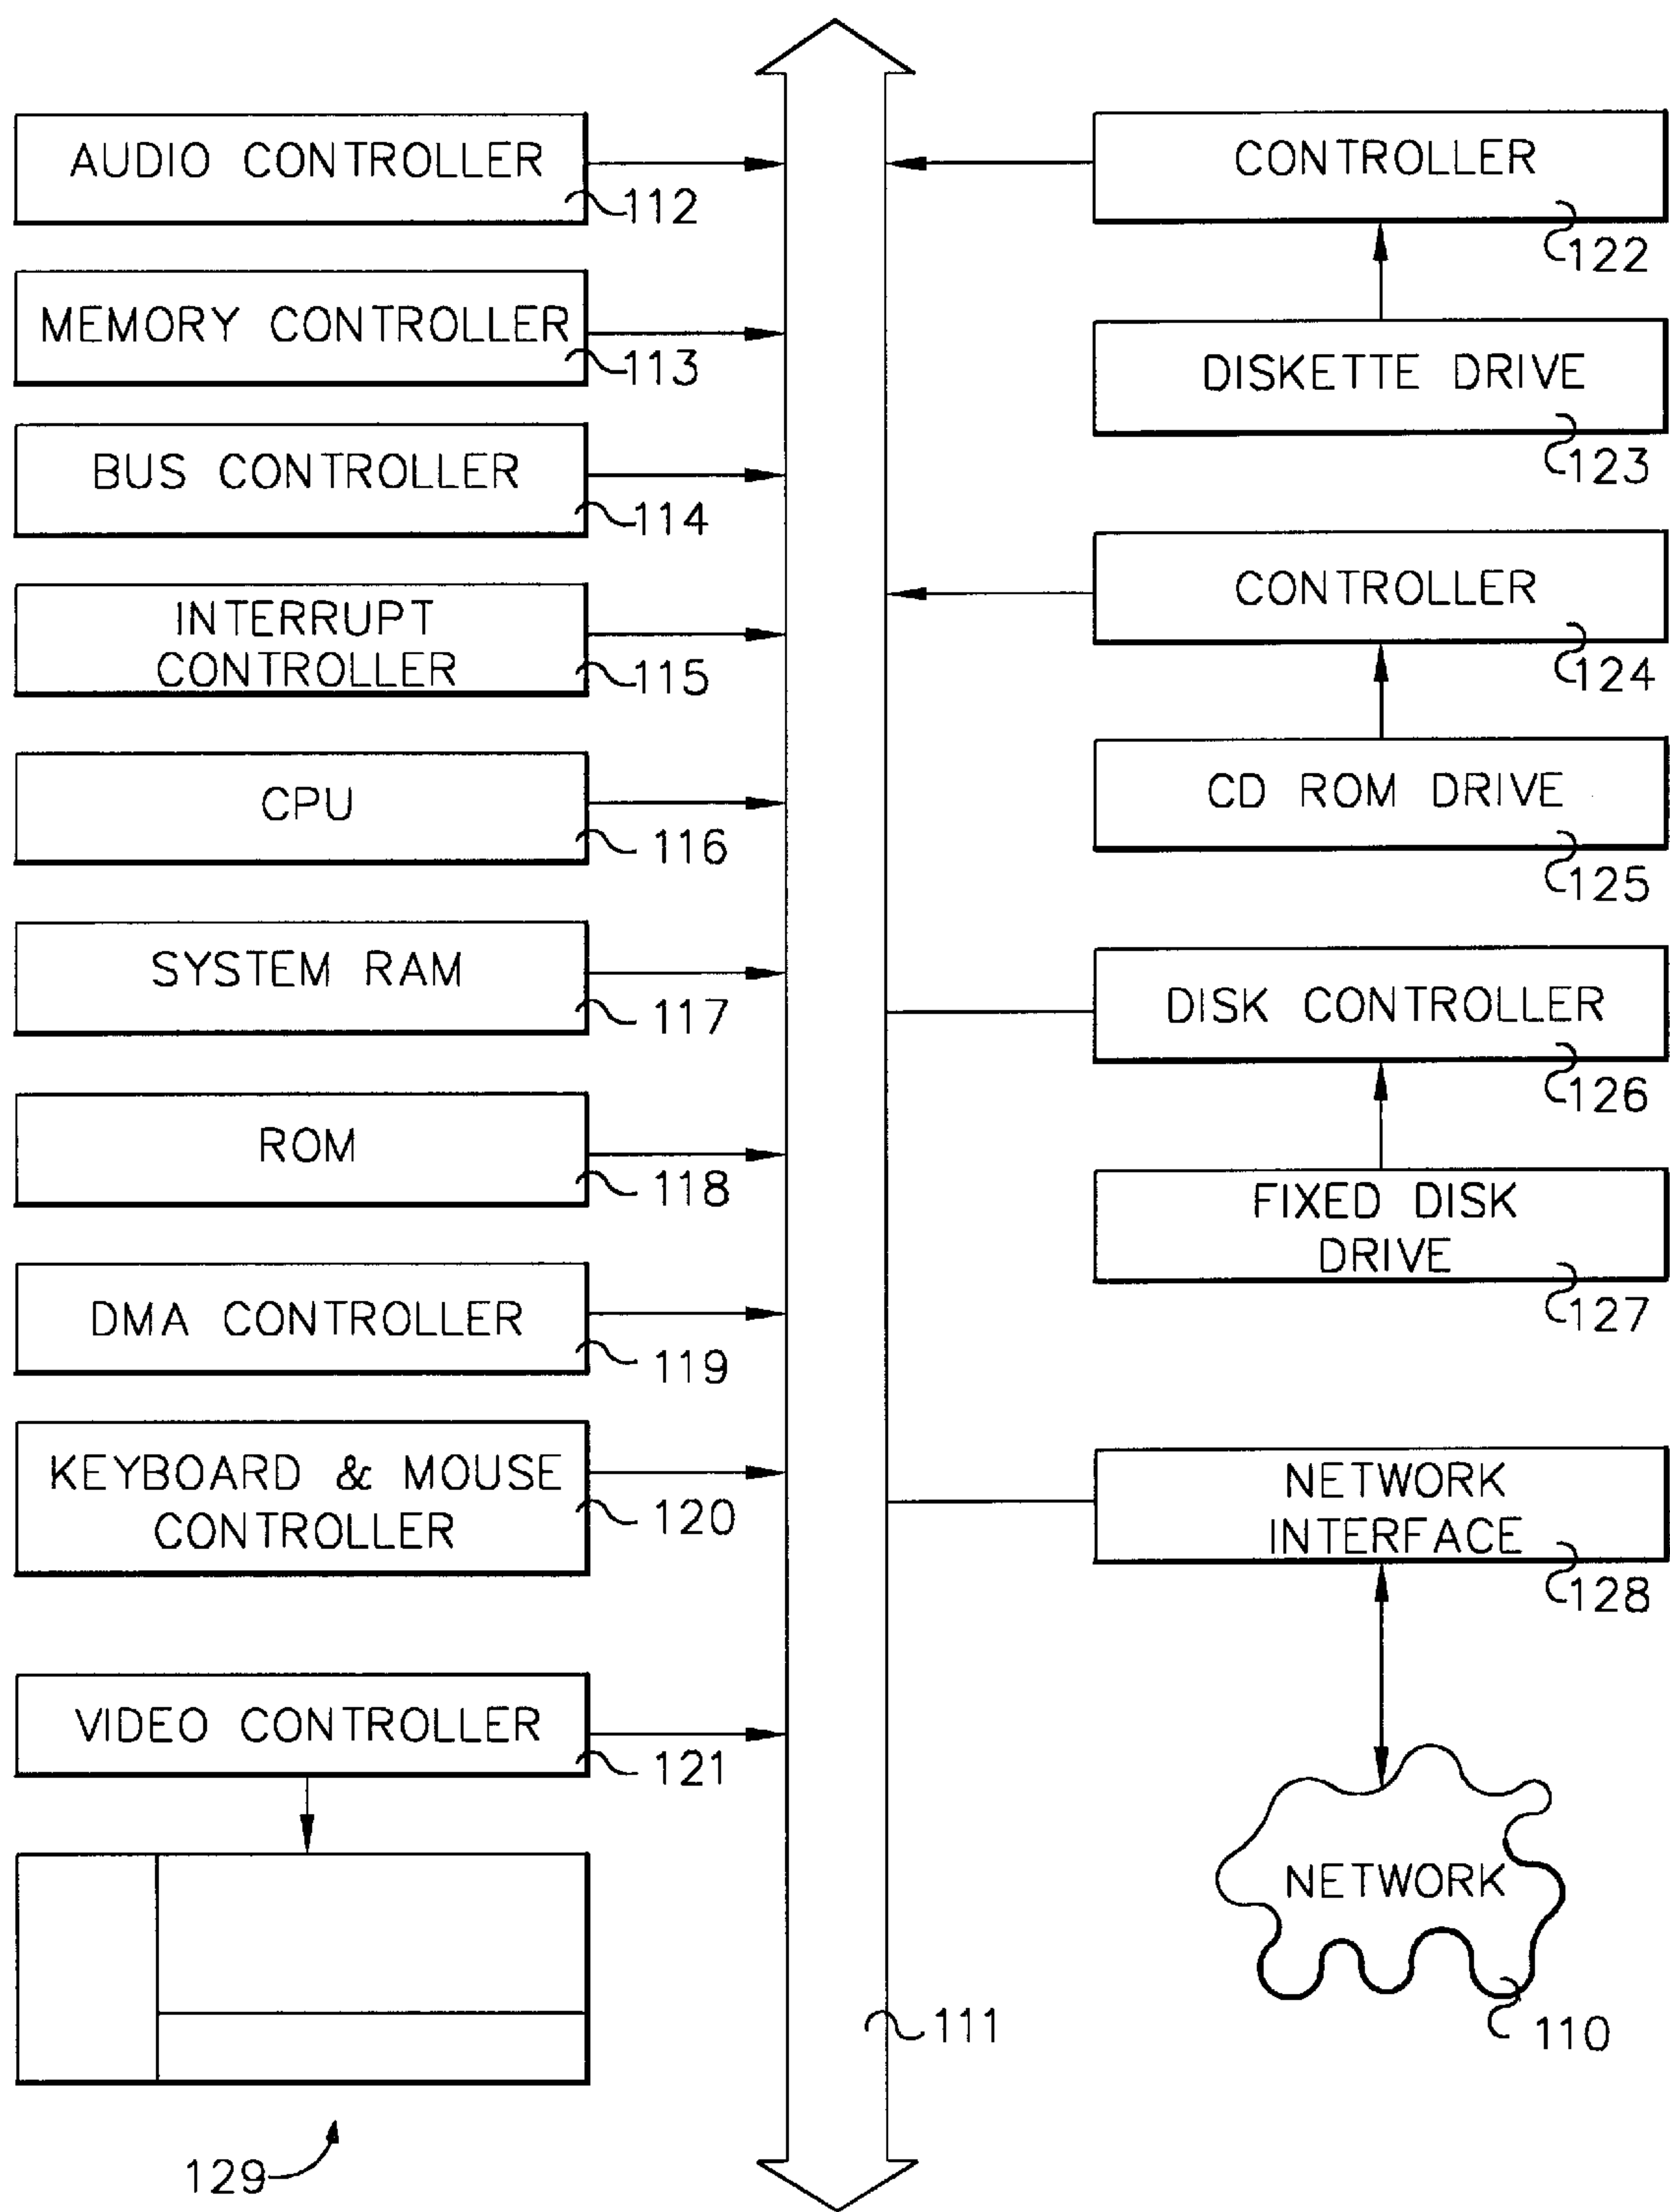 AUDIO CONTROLLER
112
MEMORY CONTROLLER
113
BUS CONTROLLER
114
INTERRUPT
CONTROLLER
115
CPU
116
SYSTEM RAM
117
ROM
118
DMA CONTROLLER
119
KEYBOARD & MOUSE
CONTROLLER
120
VIDEO CONTROLLER
121
129
111
CONTROLLER
122
DISKETTE DRIVE
123
CONTROLLER
124
CD ROM DRIVE
125
DISK CONTROLLER
126
FIXED DISK
DRIVE
127
NETWORK
INTERFACE
128
NETWORK
110